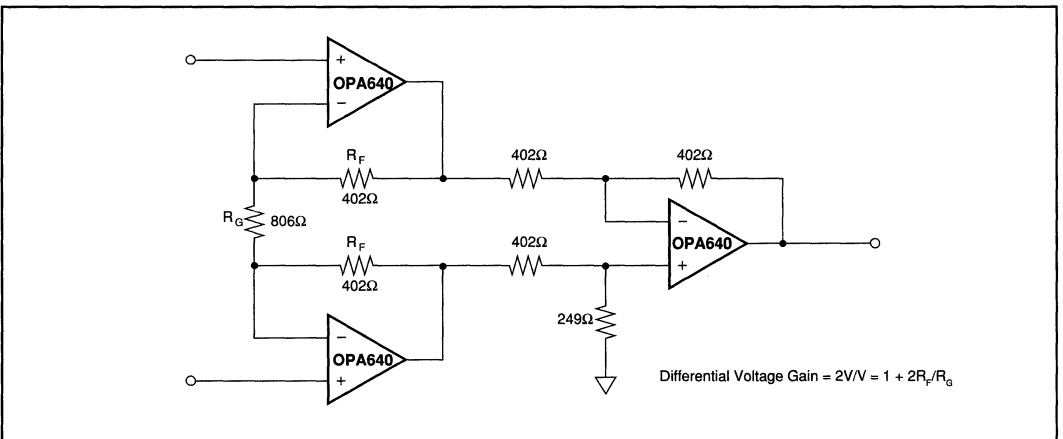 +
OPA640
−
R_F
402Ω
402Ω
402Ω
R_G 806Ω
−
OPA640
+
R_F
402Ω
402Ω
249Ω
−
OPA640
+
Differential Voltage Gain = 2V/V = 1 + 2R_F/R_G